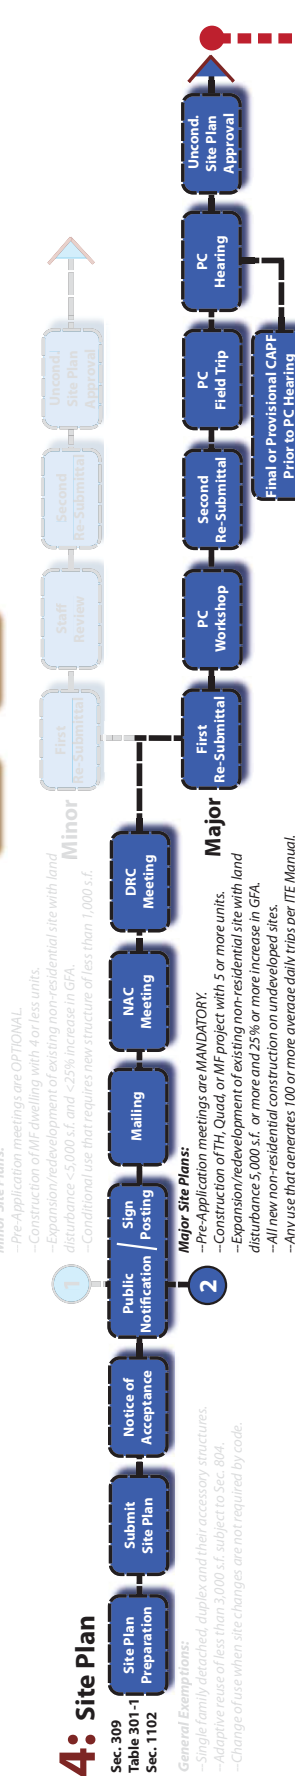 4: Site Plan
Sec. 309
Table 301-1
Sec. 1102
Site Plan
Preparation
Submit
Site Plan
Notice of
Acceptance
Public
Notification
/ Sign
Posting
Mailing
NAC
Meeting
DRC
Meeting
1
--Pre-Application meetings are OPTIONAL.
--Construction of MF dwelling with 4 or less units.
--Expansion/redevelopment of existing non-residential site with land
disturbance <5,000 s.f. and <25% increase in GFA.
--Conditional use that requires new structure of less than 1,000 s.f.
Minor
First
Re-Submittal
Staff
Review
Second
Re-Submittal
Uncond.
Site Plan
Approval
General Exemptions:
--Single family detached, duplex and their accessory structures.
--Adaptive reuse of less than 3,000 s.f. subject to Sec. 804.
--Change of use when site changes are not required by code.
2
Major Site Plans:
--Pre-Application meetings are MANDATORY.
--Construction of TH, Quad, or MF project with 5 or more units.
--Expansion/redevelopment of existing non-residential site with land
disturbance 5,000 s.f. or more and 25% or more increase in GFA.
--All new non-residential construction on undeveloped sites.
--Any use that generates 100 or more average daily trips per ITE Manual.
Major
First
Re-Submittal
PC
Workshop
Second
Re-Submittal
PC
Field Trip
PC
Hearing
Uncond.
Site Plan
Approval
Final or Provisional CAPF
Prior to PC Hearing